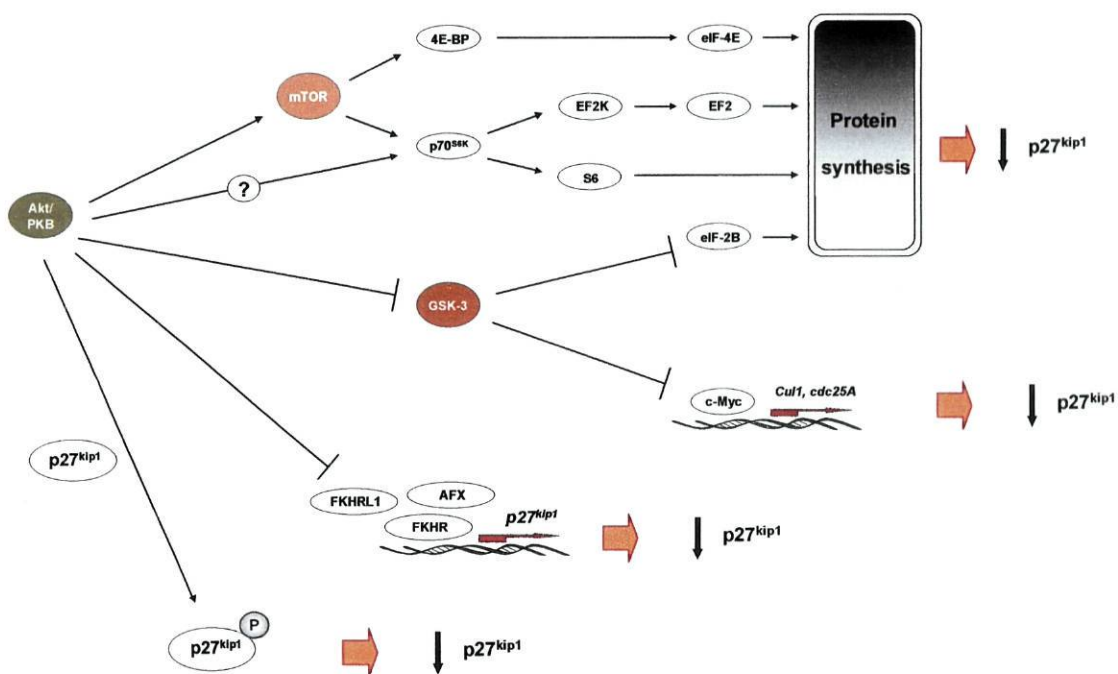 4E-BP
eIF-4E
mTOR
EF2K
EF2
Protein
synthesis
p70S6K
p27kip1
?
S6
Akt/
PKB
eIF-2B
GSK-3
Cul1, cdc25A
c-Myc
p27kip1
p27kip1
FKHRL1
AFX
FKHR
p27kip1
p27kip1
P
p27kip1
p27kip1